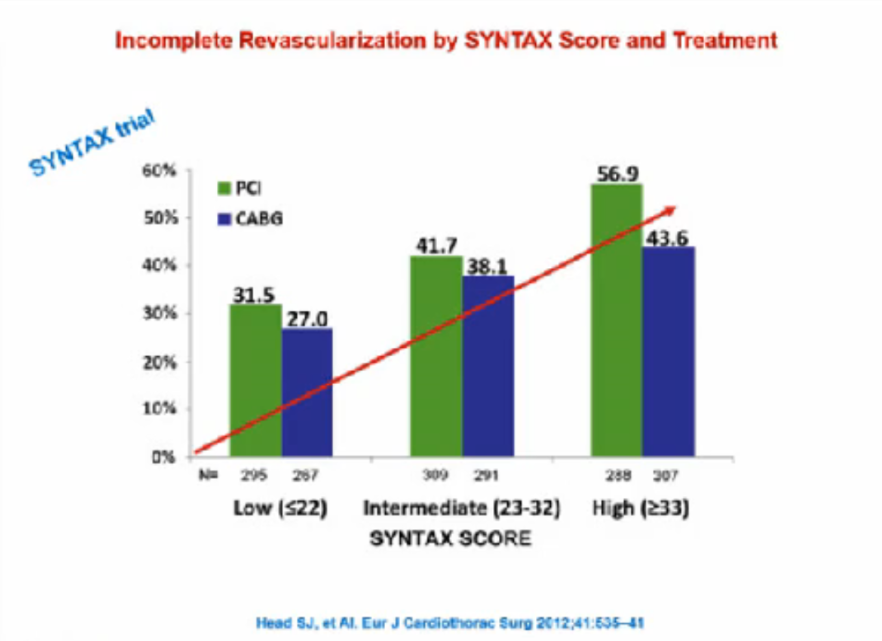 Incomplete Revascularization by SYNTAX Score and Treatment
SYNTAX trial
60%
50%
40%
30%
20%
10%
0%
PCI
CABG
31.5
27.0
41.7
38.1
56.9
43.6
N= 295 267 309 291 288 307
Low (≤22) Intermediate (23-32) High (≥33)
SYNTAX SCORE
Head SJ, et Al. Eur J Cardiothorac Surg 2012;41:535–41